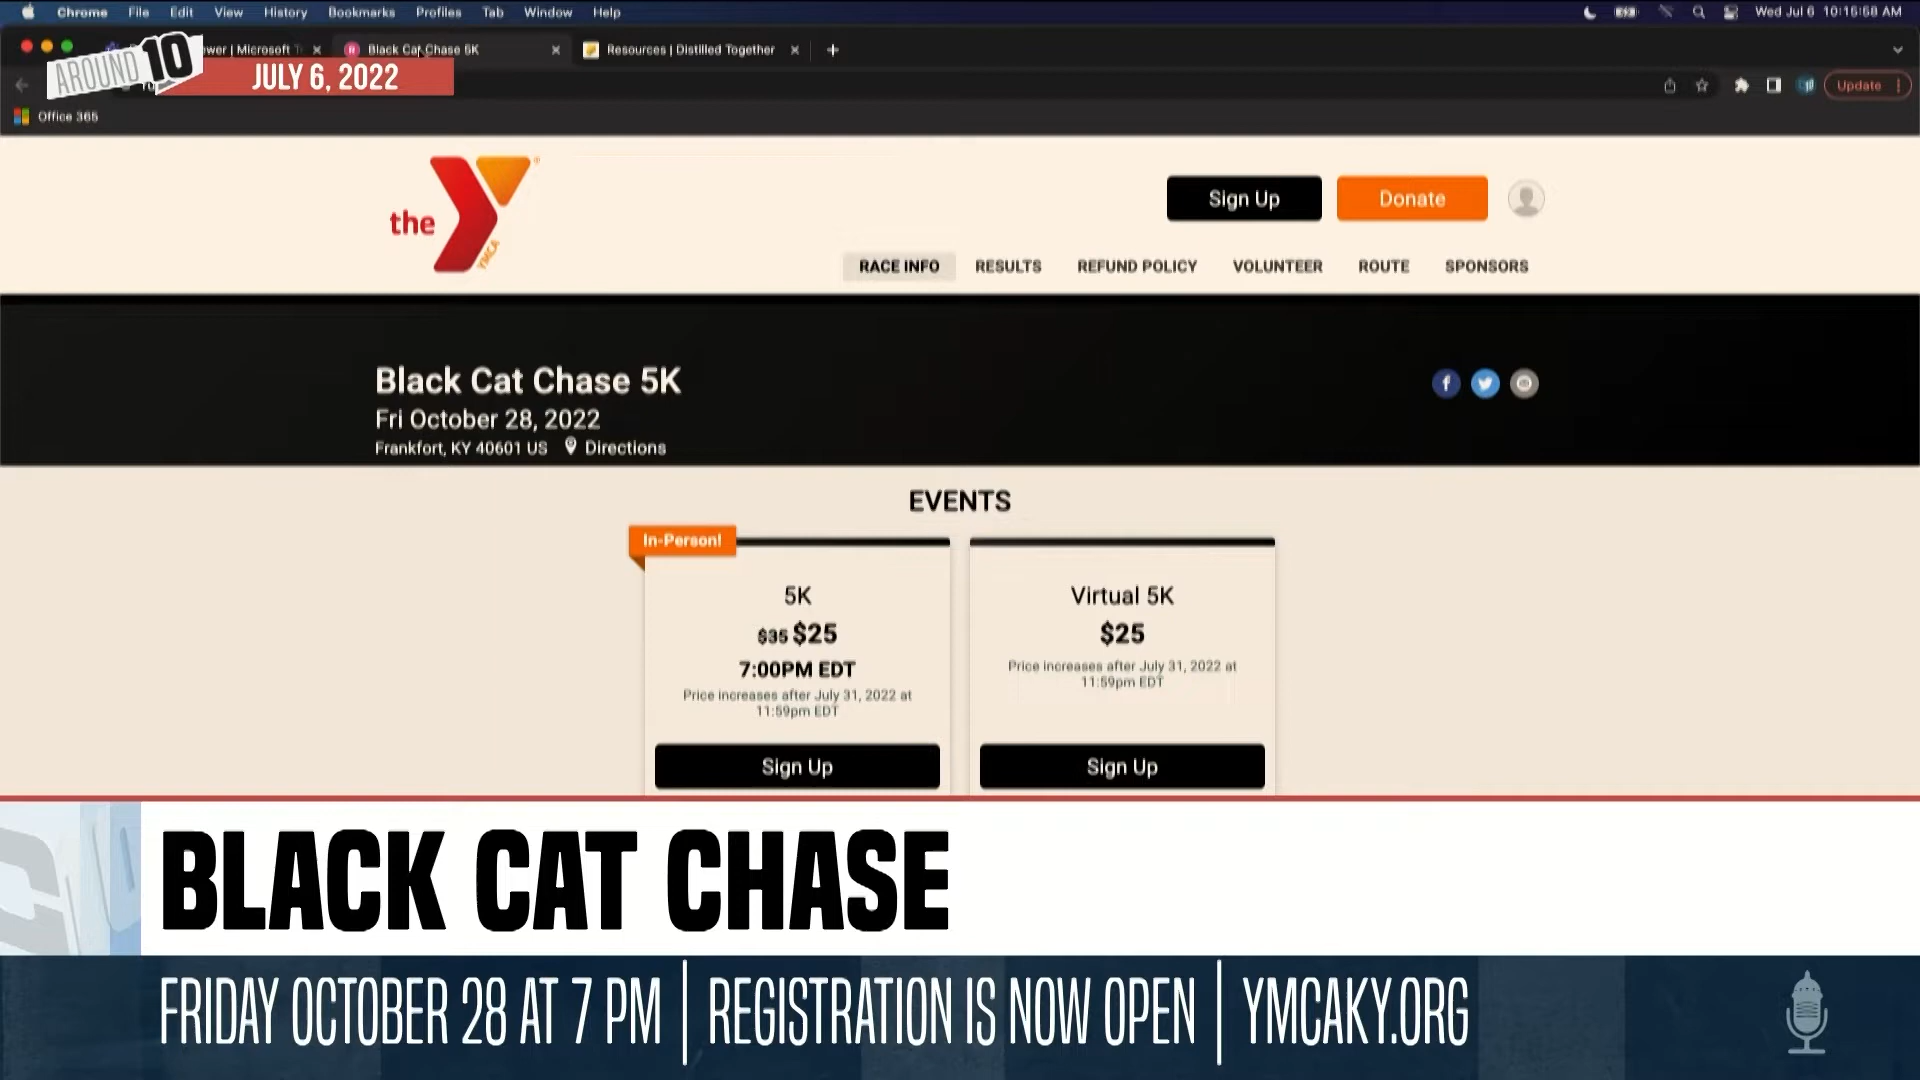 Chrome File Edit View History Bookmarks Profiles Tab Window Help Wed Jul 6 10:16:58 AM
Microsoft Black Cat Chase 5K Resources | Distilled Together
AROUND 10
JULY 6, 2022
Update
Office 365
the
YMCA
Sign Up Donate
RACE INFO RESULTS REFUND POLICY VOLUNTEER ROUTE SPONSORS
Black Cat Chase 5K
Fri October 28, 2022
Frankfort, KY 40601 US Directions
EVENTS
In-Person!
5K
$35 $25
7:00PM EDT
Price increases after July 31, 2022 at
11:59pm EDT
Sign Up
Virtual 5K
$25
Price increases after July 31, 2022 at
11:59pm EDT
Sign Up
BLACK CAT CHASE
FRIDAY OCTOBER 28 AT 7 PM | REGISTRATION IS NOW OPEN | YMCAKY.ORG